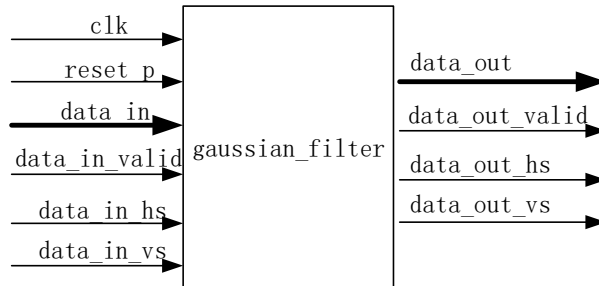 clk
reset_p
data_in
data_in_valid
data_in_hs
data_in_vs
gaussian_filter
data_out
data_out_valid
data_out_hs
data_out_vs